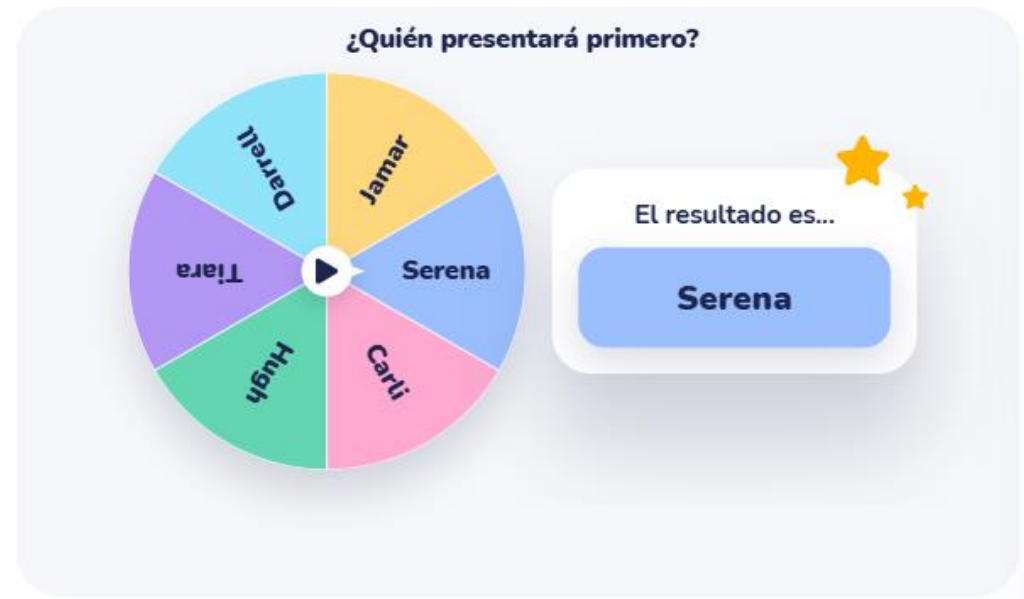 ¿Quién presentará primero?
Darrell
Jamar
Tiara
Serena
Hugh
Carli
El resultado es...
Serena